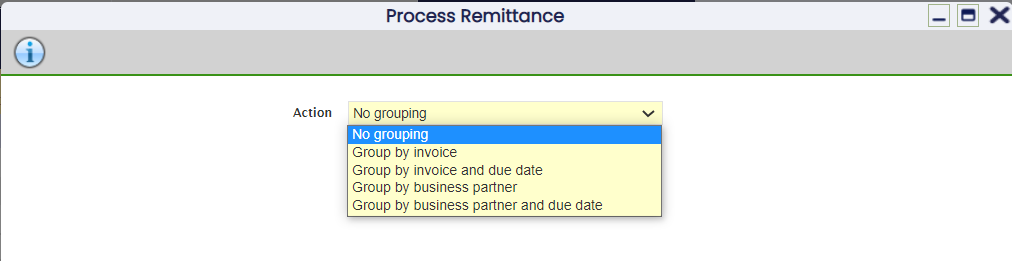 Process Remittance
Action No grouping
No grouping
Group by invoice
Group by invoice and due date
Group by business partner
Group by business partner and due date